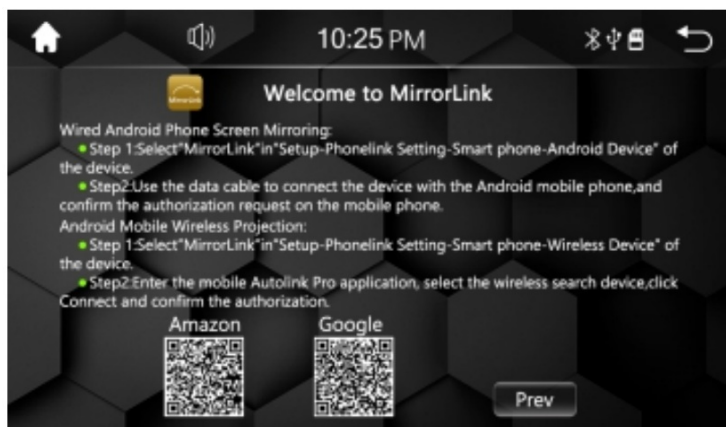 10:25 PM
MirrorLink
Welcome to MirrorLink
Wired Android Phone Screen Mirroring:
Step 1:Select"MirrorLink"in"Setup-Phonelink Setting-Smart phone-Android Device" of
the device.
Step2:Use the data cable to connect the device with the Android mobile phone,and
confirm the authorization request on the mobile phone.
Android Mobile Wireless Projection:
Step 1:Select"MirrorLink"in"Setup-Phonelink Setting-Smart phone-Wireless Device" of
the device.
Step2:Enter the mobile Autolink Pro application, select the wireless search device,click
Connect and confirm the authorization.
Amazon Google
Prev